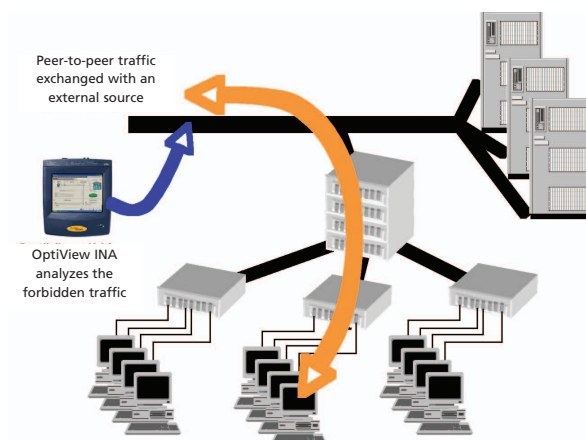 Peer-to-peer traffic
exchanged with an
external source
OptiView INA
analyzes the
forbidden traffic